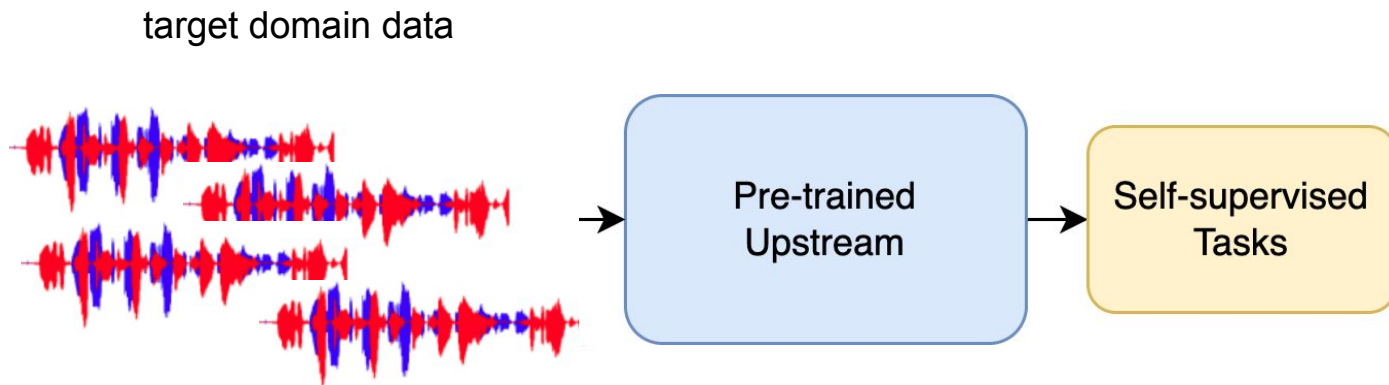 target domain data
Pre-trained
Upstream
Self-supervised
Tasks